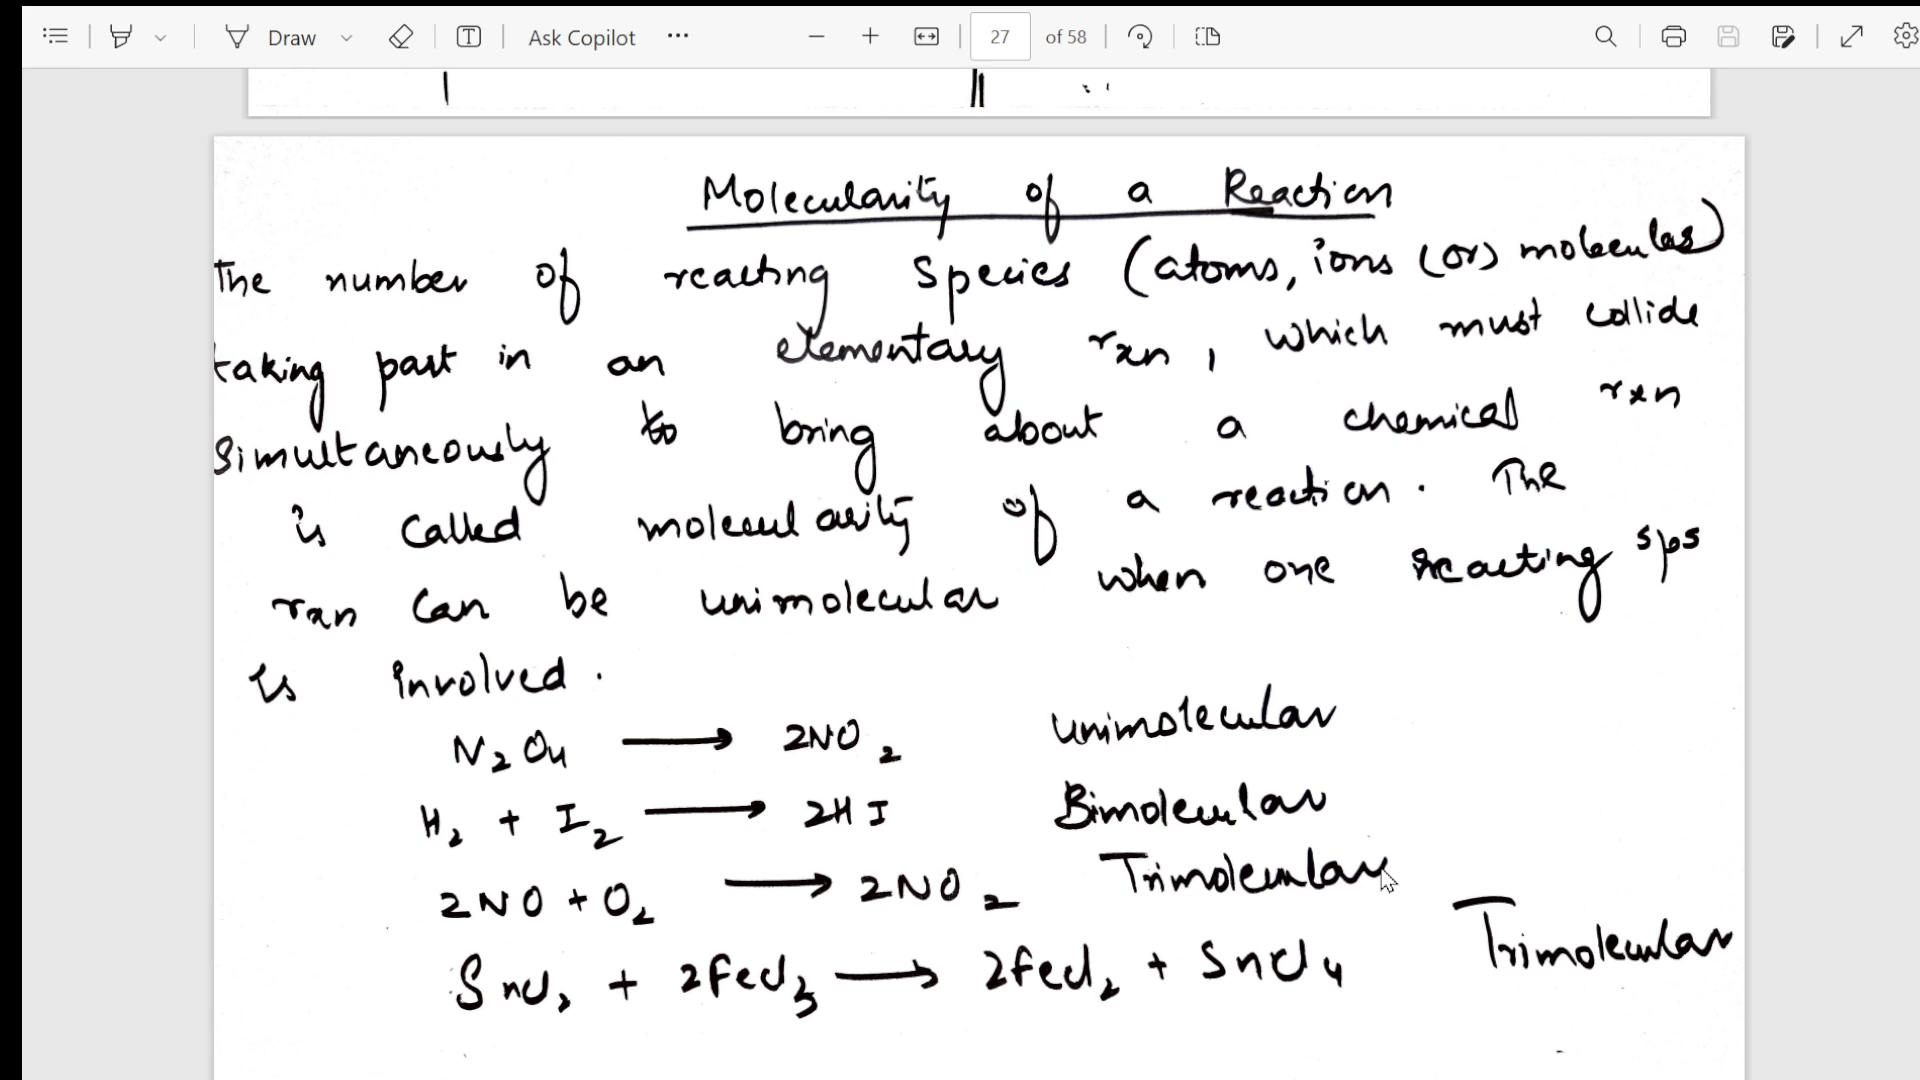 Draw Ask Copilot ... 27 of 58
Molecularity of a Reaction
The number of reacting Species (atoms, ions (or) molecules)
taking part in an elementary rxn, which must collide
Simultaneously to bring about a chemical rxn
is called molecularity of a reaction. The
rxn can be unimolecular when one reacting sps
is involved.
N₂O₄ ⟶ 2NO₂ Unimolecular
H₂ + I₂ ⟶ 2HI Bimolecular
2NO + O₂ ⟶ 2NO₂ Trimolecular
SnCl₂ + 2FeCl₃ ⟶ 2FeCl₂ + SnCl₄ Trimolecular